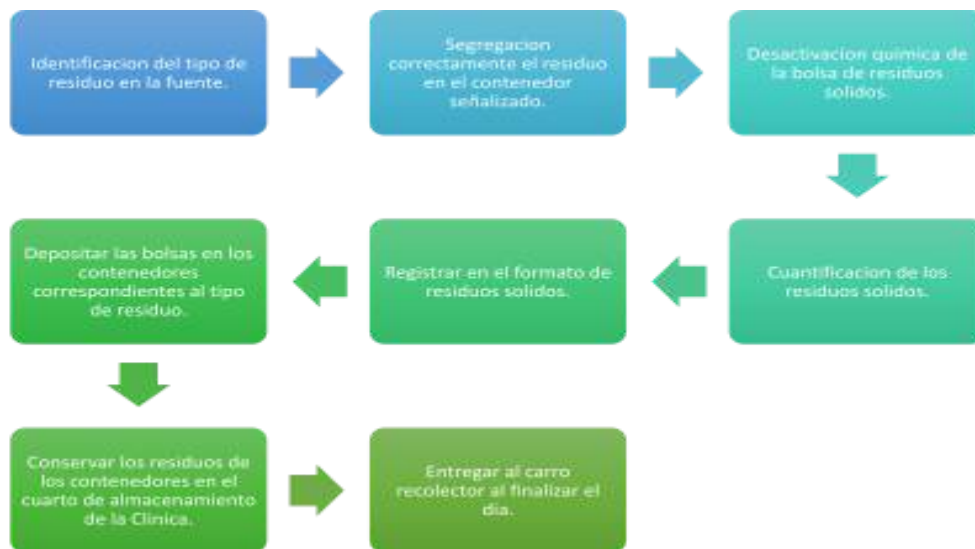 Identificacion del tipo de
residuo en la fuente.
Segregacion
correctamente el residuo
en el contenedor
señalizado.
Desactivacion quimica de
la bolsa de residuos
solidos.
Cuantificacion de los
residuos solidos.
Registrar en el formato de
residuos solidos.
Depositar las bolsas en los
contenedores
correspondientes al tipo
de residuo.
Conservar los residuos de
los contenedores en el
cuarto de almacenamiento
de la Clinica.
Entregar al carro
recolector al finalizar el
dia.